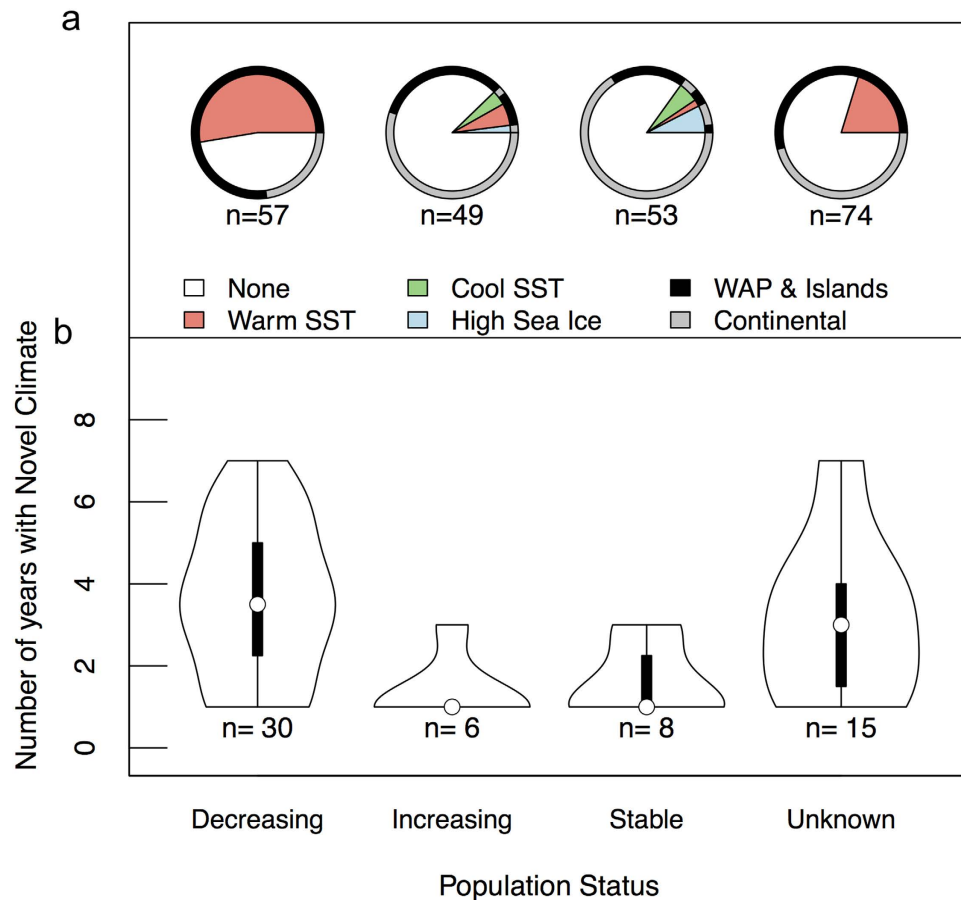 a
n=57 n=49 n=53 n=74
None Cool SST WAP & Islands
Warm SST High Sea Ice Continental
b
Number of years with Novel Climate
8
6
4
2
0
n= 30 n= 6 n= 8 n= 15
Decreasing Increasing Stable Unknown
Population Status